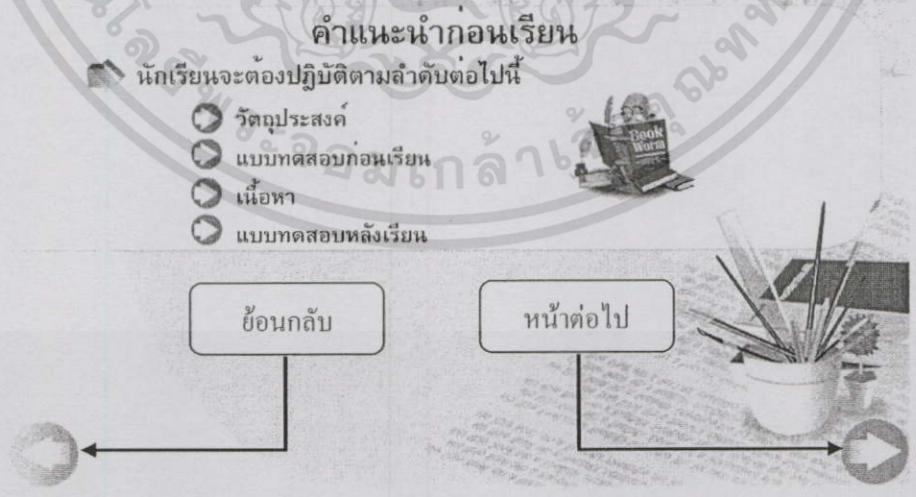 คำแนะนำก่อนเรียน
นักเรียนจะต้องปฎิบัติตามลำดับต่อไปนี้
วัตถุประสงค์
แบบทดสอบก่อนเรียน
เนื้อหา
แบบทดสอบหลังเรียน
Book
Worm
ย้อนกลับ
หน้าต่อไป